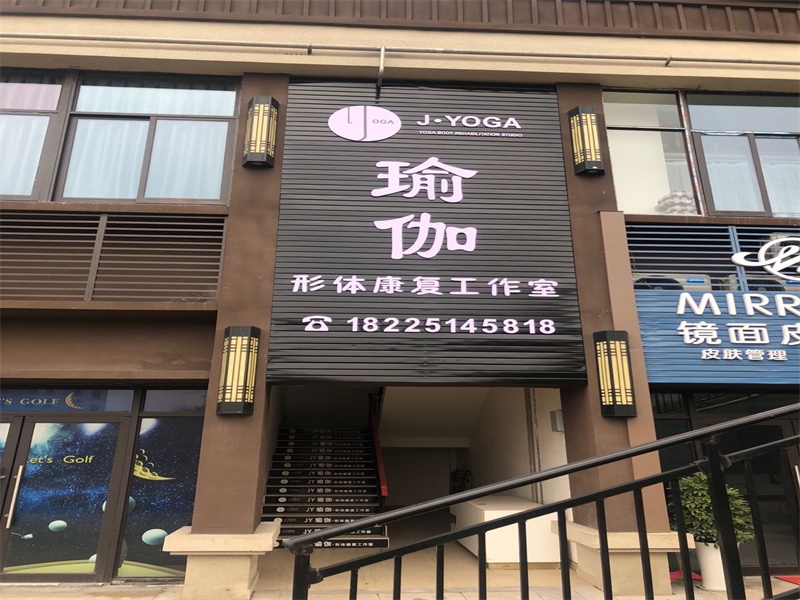 J OGA
J·YOGA
YOGA BODY REHABILITATION STUDIO
瑜
伽
形体康复工作室
☎ 18225145818
MIRR
镜面皮
皮肤管理
'S GOLF
Let's Golf